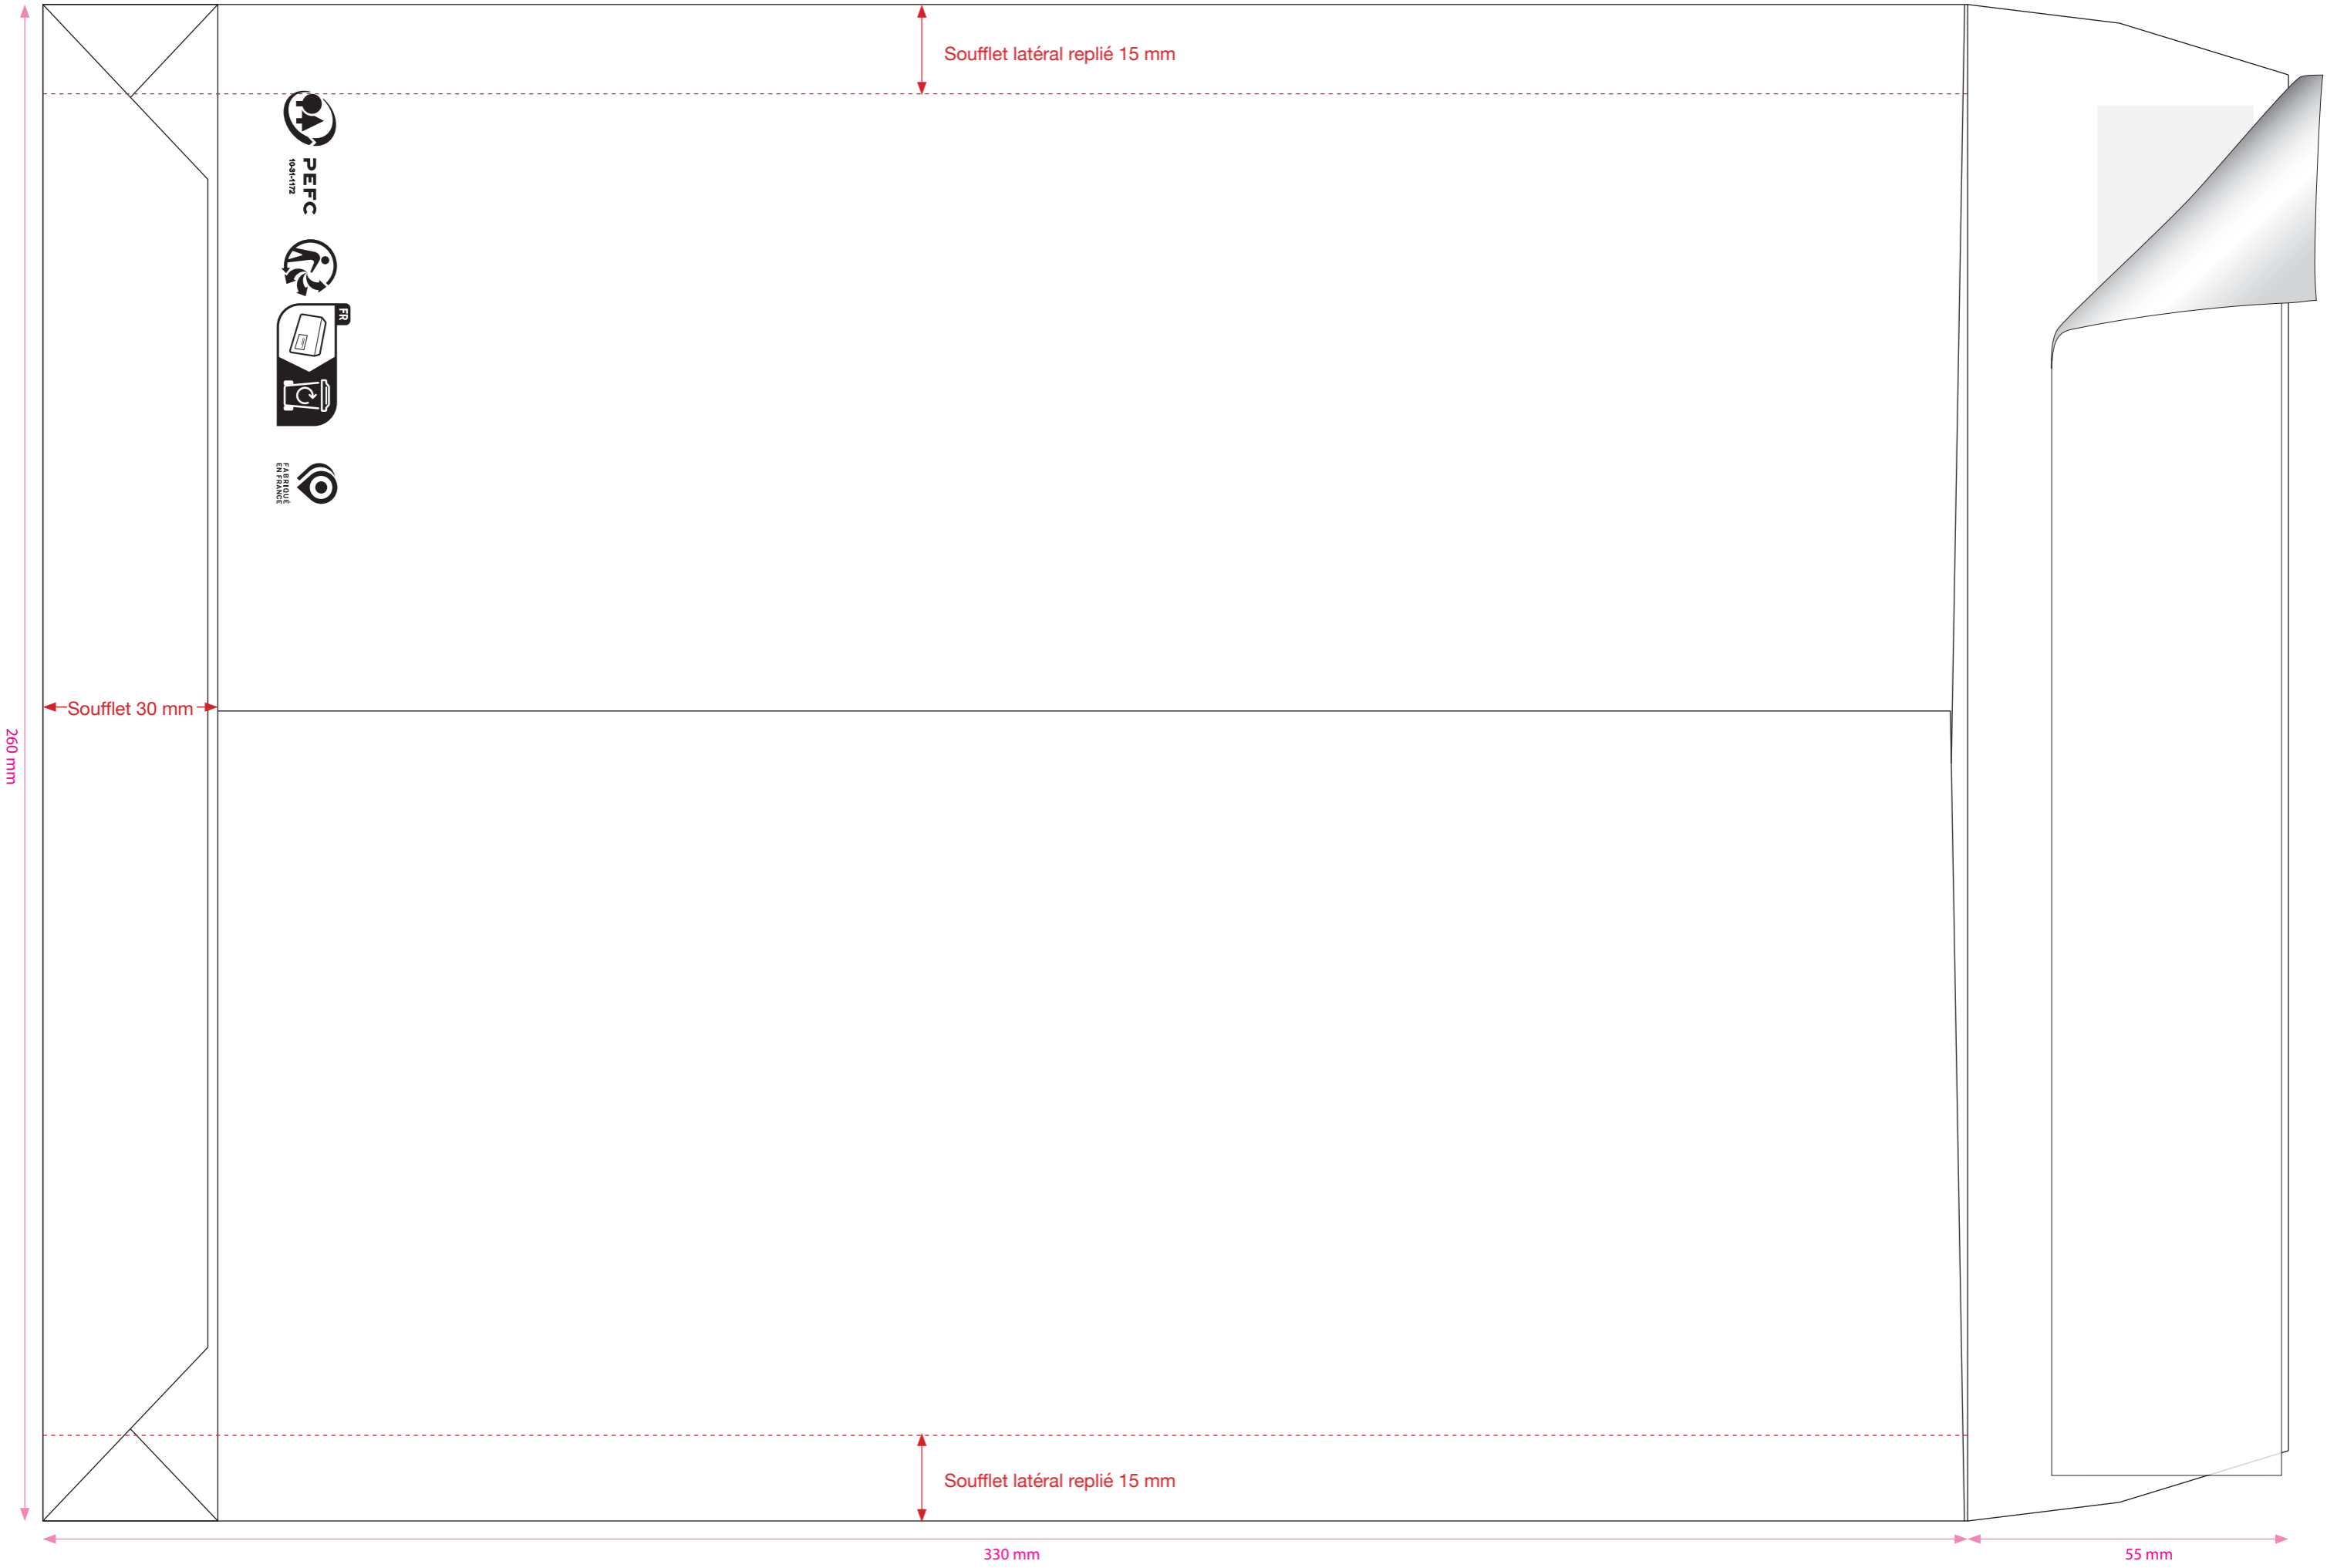 Soufflet latéral replié 15 mm
PEFC
10-31-1172
FR
FABRIQUÉ
EN FRANCE
Soufflet 30 mm
260 mm
Soufflet latéral replié 15 mm
330 mm
55 mm